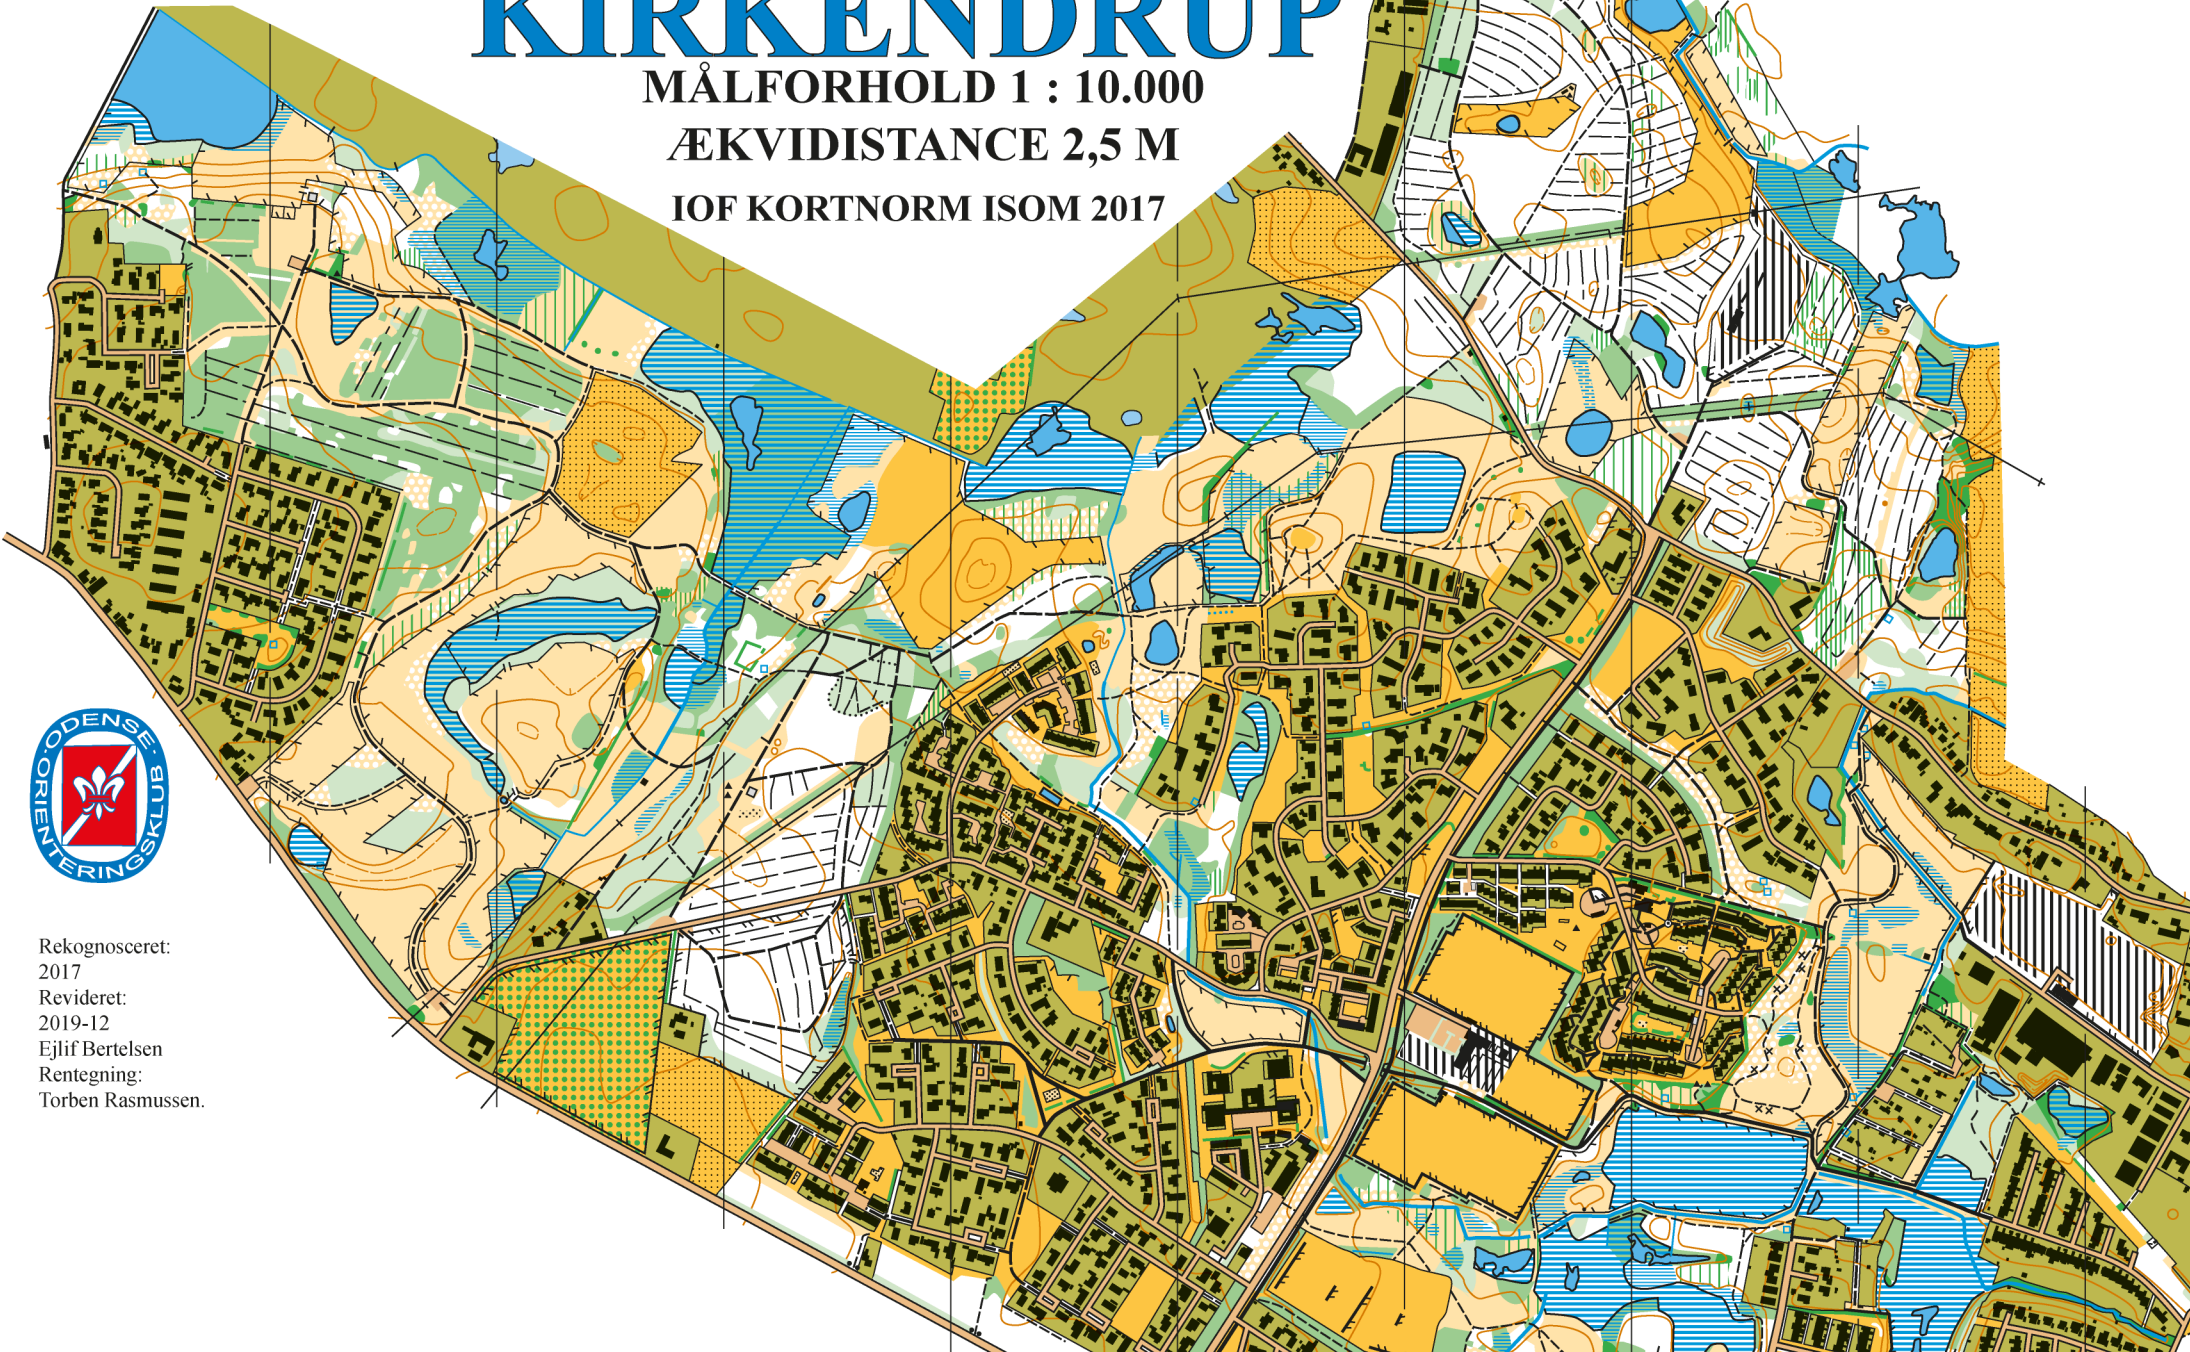 KIRKENDRUP
MÅLFORHOLD 1 : 10.000
ÆKVIDISTANCE 2,5 M
IOF KORTNORM ISOM 2017
ODENSE
ORIENTERINGSKLUB
Rekognosceret:
2017
Revideret:
2019-12
Ejlif Bertelsen
Rentegning:
Torben Rasmussen.